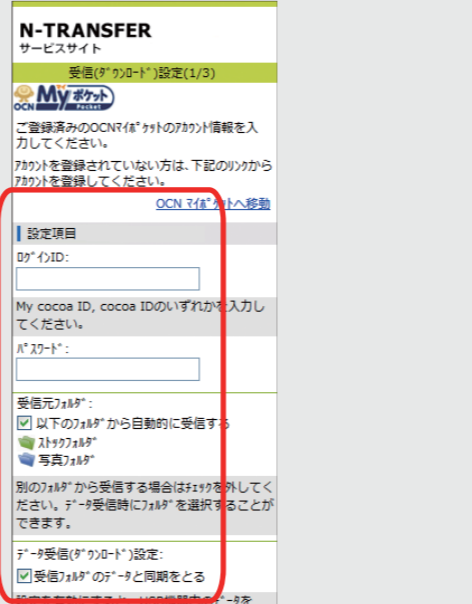 N-TRANSFER
サービスサイト
受信(ﾀﾞｳﾝﾛｰﾄﾞ)設定(1/3)
OCN マイ Myポケット Pocket
ご登録済みのOCNﾏｲﾎﾟｹｯﾄのｱｶｳﾝﾄ情報を入
力してください。
ｱｶｳﾝﾄを登録されていない方は､下記のﾘﾝｸから
ｱｶｳﾝﾄを登録してください｡
OCN ﾏｲﾎﾟｹｯﾄへ移動
設定項目
ﾛｸﾞｲﾝID:
My cocoa ID, cocoa IDのいずれかを入力し
てください。
ﾊﾟｽﾜｰﾄﾞ:
受信元ﾌｫﾙﾀﾞ:
以下のﾌｫﾙﾀﾞから自動的に受信する
ｽﾄｯｸﾌｫﾙﾀﾞ
写真ﾌｫﾙﾀﾞ
別のﾌｫﾙﾀﾞから受信する場合はﾁｪｯｸを外してく
ださい。ﾃﾞｰﾀ受信時にﾌｫﾙﾀﾞを選択することが
できます。
ﾃﾞｰﾀ受信(ﾀﾞｳﾝﾛｰﾄﾞ)設定:
受信ﾌｫﾙﾀﾞのﾃﾞｰﾀと同期をとる